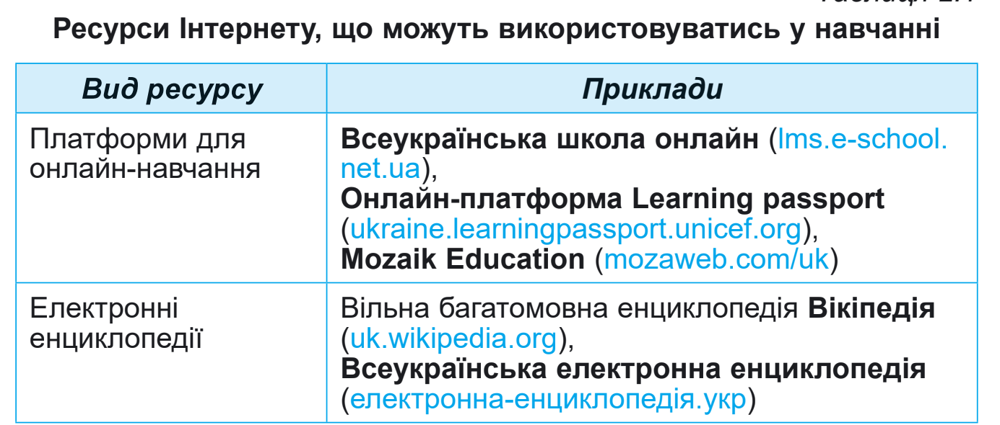 Ресурси Інтернету, що можуть використовуватись у навчанні
Вид ресурсу
Приклади
Платформи для
онлайн-навчання
Всеукраїнська школа онлайн (lms.e-school.
net.ua),
Онлайн-платформа Learning passport
(ukraine.learningpassport.unicef.org),
Mozaik Education (mozaweb.com/uk)
Електронні
енциклопедії
Вільна багатомовна енциклопедія Вікіпедія
(uk.wikipedia.org),
Всеукраїнська електронна енциклопедія
(електронна-енциклопедія.укр)